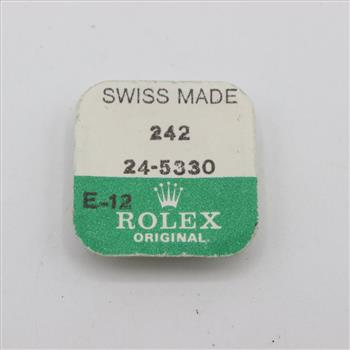 SWISS MADE
242
24-5330
E-12
ROLEX
ORIGINAL